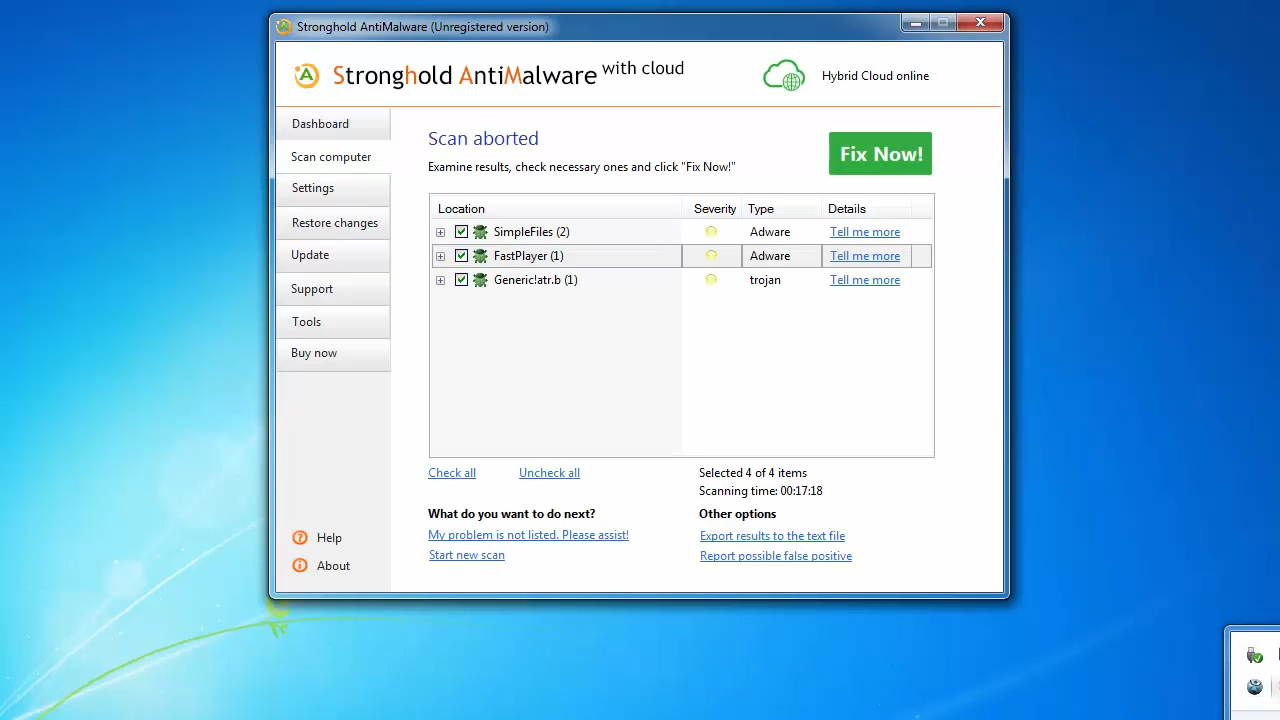 Stronghold AntiMalware (Unregistered version)
Stronghold AntiMalware with cloud
Hybrid Cloud online
Dashboard
Scan computer
Settings
Restore changes
Update
Support
Tools
Buy now
Help
About
Scan aborted
Examine results, check necessary ones and click "Fix Now!"
Fix Now!
Location Severity Type Details
SimpleFiles (2) Adware Tell me more
FastPlayer (1) Adware Tell me more
Generic!atr.b (1) trojan Tell me more
Check all Uncheck all
Selected 4 of 4 items
Scanning time: 00:17:18
What do you want to do next?
My problem is not listed. Please assist!
Start new scan
Other options
Export results to the text file
Report possible false positive